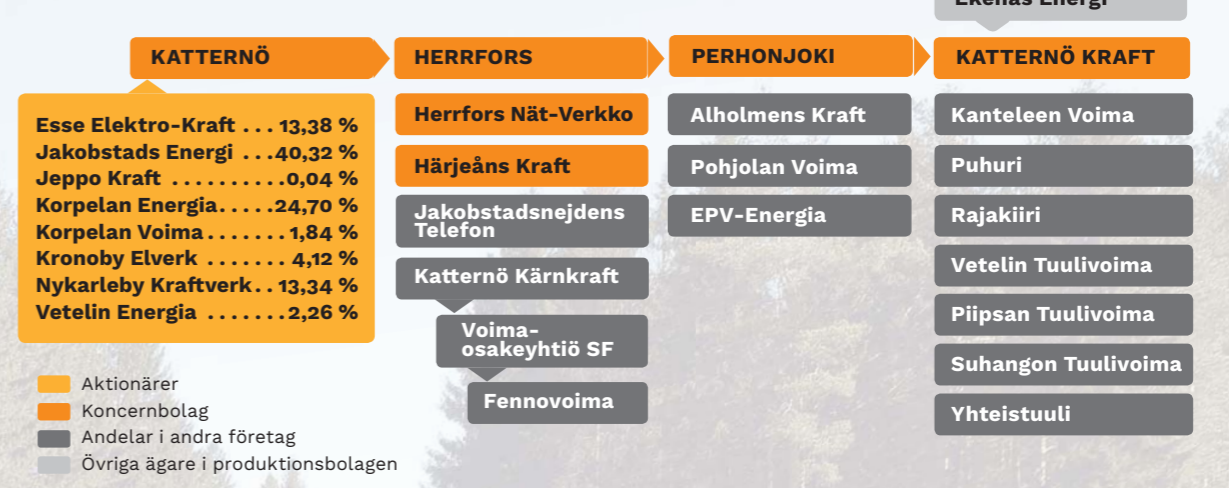 Ekenäs Energi
KATTERNÖ
HERRFORS
PERHONJOKI
KATTERNÖ KRAFT
Esse Elektro-Kraft . . . 13,38 %
Jakobstads Energi . . .40,32 %
Jeppo Kraft . . . . . . . . . .0,04 %
Korpelan Energia. . . . .24,70 %
Korpelan Voima . . . . . . . 1,84 %
Kronoby Elverk . . . . . . . 4,12 %
Nykarleby Kraftverk. . 13,34 %
Vetelin Energia . . . . . . .2,26 %
Herrfors Nät-Verkko
Härjeåns Kraft
Jakobstadsnejdens
Telefon
Katternö Kärnkraft
Voima-
osakeyhtiö SF
Fennovoima
Alholmens Kraft
Pohjolan Voima
EPV-Energia
Kanteleen Voima
Puhuri
Rajakiiri
Vetelin Tuulivoima
Piipsan Tuulivoima
Suhangon Tuulivoima
Yhteistuuli
Aktionärer
Koncernbolag
Andelar i andra företag
Övriga ägare i produktionsbolagen